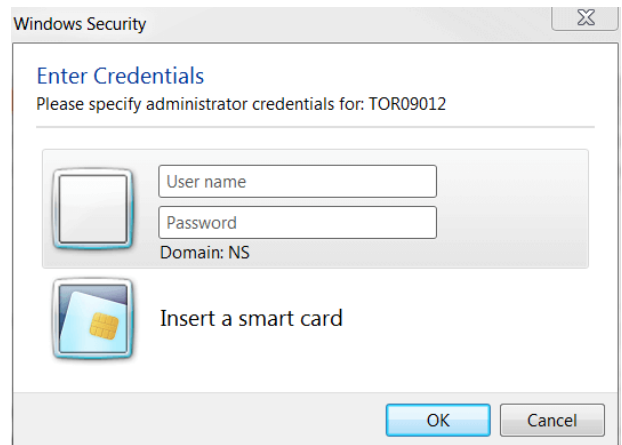 Windows Security
Enter Credentials
Please specify administrator credentials for: TOR09012
User name
Password
Domain: NS
Insert a smart card
OK
Cancel